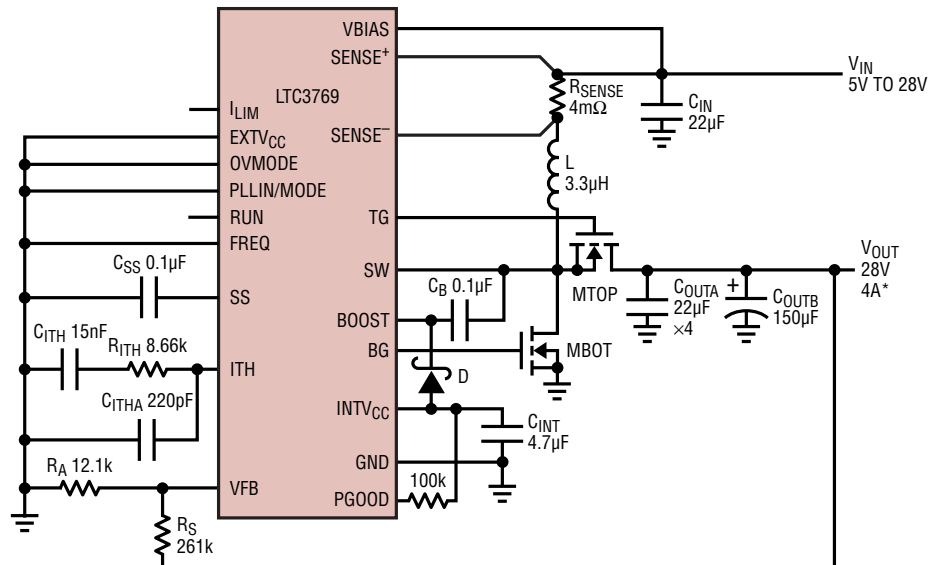 VBIAS
SENSE+
LTC3769
ILIM
EXTVCC
OVMODE
PLLIN/MODE
RUN
FREQ
SS
ITH
VFB
SENSE–
TG
SW
BOOST
BG
INTVCC
GND
PGOOD
CSS 0.1µF
CITH 15nF
RITH 8.66k
CITHA 220pF
RA 12.1k
RS
261k
RSENSE
4mΩ
CIN
22µF
VIN
5V TO 28V
L
3.3µH
MTOP
CB 0.1µF
MBOT
D
CINT
4.7µF
100k
COUTA
22µF
×4
+
COUTB
150µF
VOUT
28V
4A*